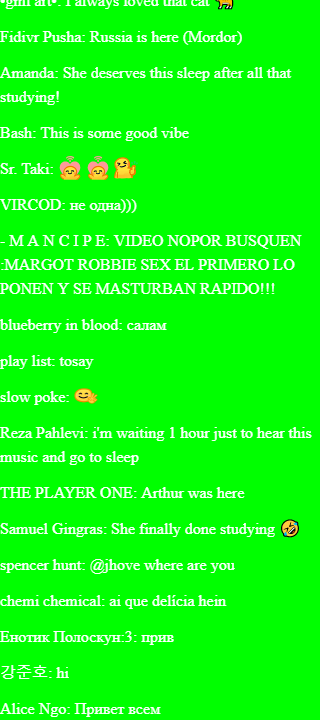 •gml art•: I always loved that cat 🐈
Fidivr Pusha: Russia is here (Mordor)
Amanda: She deserves this sleep after all that
studying!
Bash: This is some good vibe
Sr. Taki:
VIRCOD: не одна)))
- M A N C I P E: VIDEO NOPOR BUSQUEN
:MARGOT ROBBIE SEX EL PRIMERO LO
PONEN Y SE MASTURBAN RAPIDO!!!
blueberry in blood: салам
play list: tosay
slow poke:
Reza Pahlevi: i'm waiting 1 hour just to hear this
music and go to sleep
THE PLAYER ONE: Arthur was here
Samuel Gingras: She finally done studying 🤣
spencer hunt: @jhove where are you
chemi chemical: ai que delícia hein
Енотик Полоскун:3: прив
강준호: hi
Alice Ngo: Привет всем